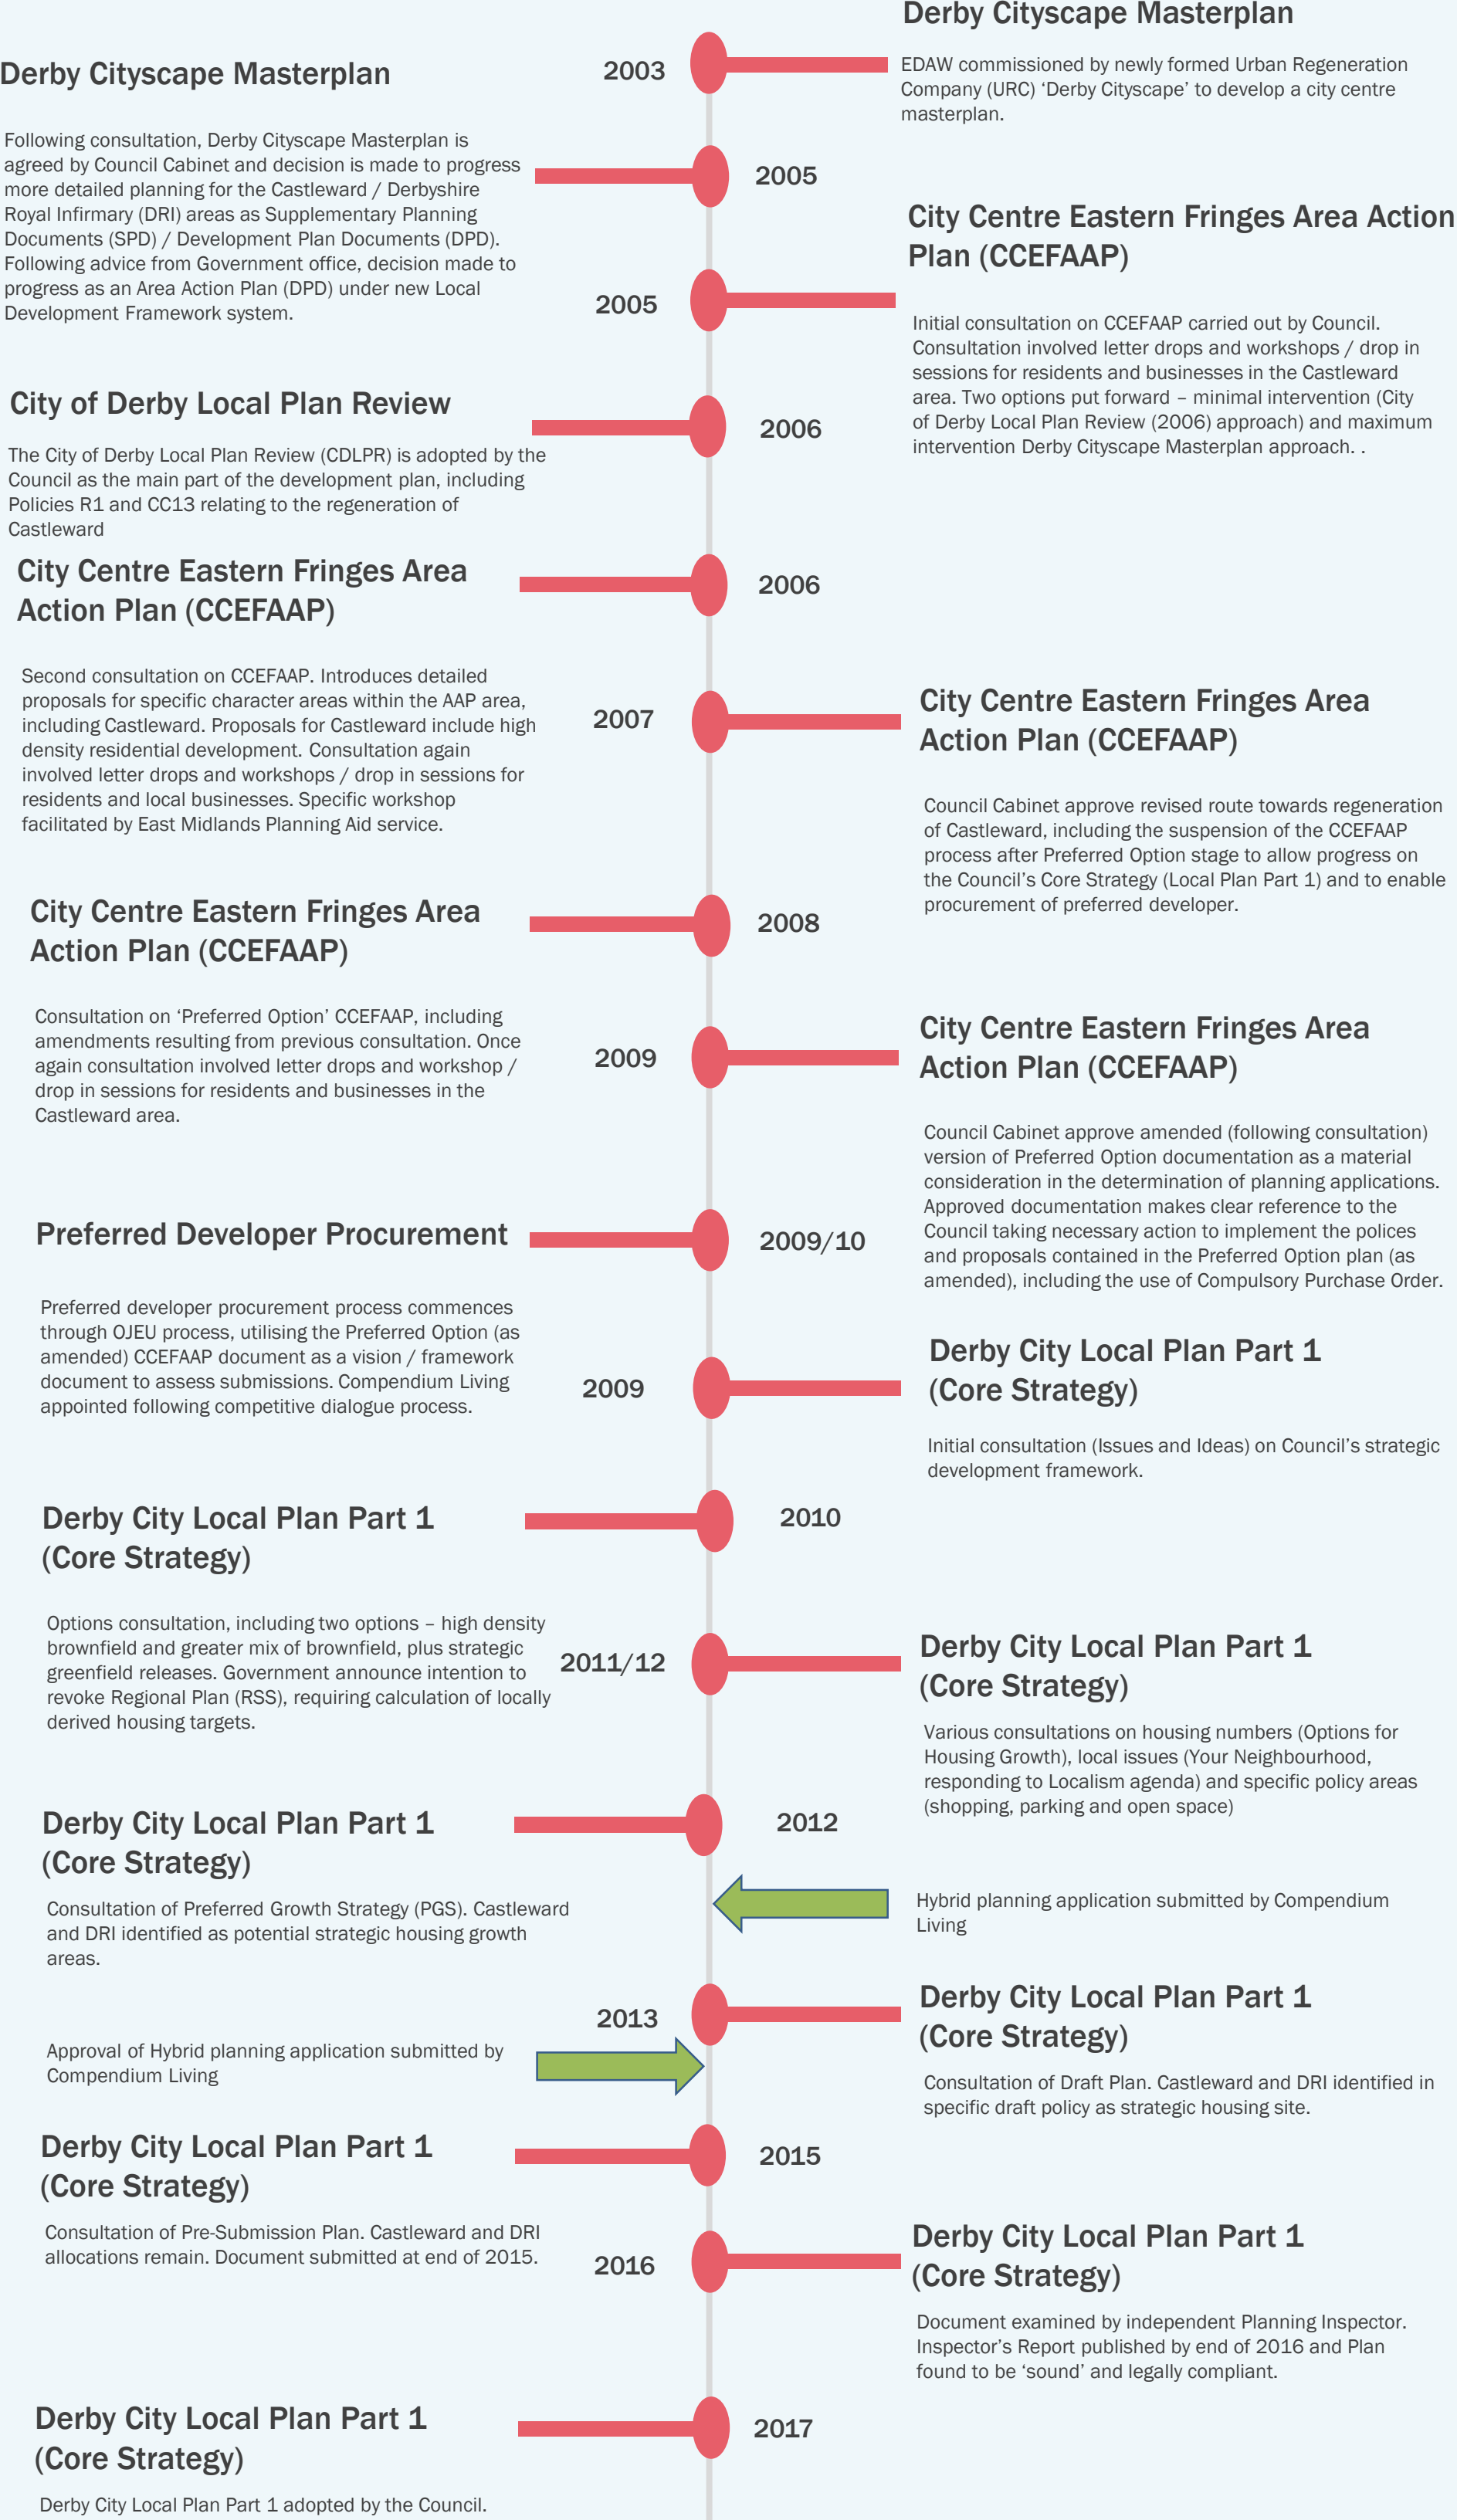 Derby Cityscape Masterplan
2003
EDAW commissioned by newly formed Urban Regeneration
Company (URC) ‘Derby Cityscape’ to develop a city centre
masterplan.
Derby Cityscape Masterplan
2005
Following consultation, Derby Cityscape Masterplan is
agreed by Council Cabinet and decision is made to progress
more detailed planning for the Castleward / Derbyshire
Royal Infirmary (DRI) areas as Supplementary Planning
Documents (SPD) / Development Plan Documents (DPD).
Following advice from Government office, decision made to
progress as an Area Action Plan (DPD) under new Local
Development Framework system.
City Centre Eastern Fringes Area Action
Plan (CCEFAAP)
2005
Initial consultation on CCEFAAP carried out by Council.
Consultation involved letter drops and workshops / drop in
sessions for residents and businesses in the Castleward
area. Two options put forward – minimal intervention (City
of Derby Local Plan Review (2006) approach) and maximum
intervention Derby Cityscape Masterplan approach. .
City of Derby Local Plan Review
2006
The City of Derby Local Plan Review (CDLPR) is adopted by the
Council as the main part of the development plan, including
Policies R1 and CC13 relating to the regeneration of
Castleward
City Centre Eastern Fringes Area
Action Plan (CCEFAAP)
2006
Second consultation on CCEFAAP. Introduces detailed
proposals for specific character areas within the AAP area,
including Castleward. Proposals for Castleward include high
density residential development. Consultation again
involved letter drops and workshops / drop in sessions for
residents and local businesses. Specific workshop
facilitated by East Midlands Planning Aid service.
2007
City Centre Eastern Fringes Area
Action Plan (CCEFAAP)
Council Cabinet approve revised route towards regeneration
of Castleward, including the suspension of the CCEFAAP
process after Preferred Option stage to allow progress on
the Council’s Core Strategy (Local Plan Part 1) and to enable
procurement of preferred developer.
City Centre Eastern Fringes Area
Action Plan (CCEFAAP)
2008
Consultation on ‘Preferred Option’ CCEFAAP, including
amendments resulting from previous consultation. Once
again consultation involved letter drops and workshop /
drop in sessions for residents and businesses in the
Castleward area.
2009
City Centre Eastern Fringes Area
Action Plan (CCEFAAP)
Council Cabinet approve amended (following consultation)
version of Preferred Option documentation as a material
consideration in the determination of planning applications.
Approved documentation makes clear reference to the
Council taking necessary action to implement the polices
and proposals contained in the Preferred Option plan (as
amended), including the use of Compulsory Purchase Order.
Preferred Developer Procurement
2009/10
Preferred developer procurement process commences
through OJEU process, utilising the Preferred Option (as
amended) CCEFAAP document as a vision / framework
document to assess submissions. Compendium Living
appointed following competitive dialogue process.
2009
Derby City Local Plan Part 1
(Core Strategy)
Initial consultation (Issues and Ideas) on Council’s strategic
development framework.
Derby City Local Plan Part 1
(Core Strategy)
2010
Options consultation, including two options – high density
brownfield and greater mix of brownfield, plus strategic
greenfield releases. Government announce intention to
revoke Regional Plan (RSS), requiring calculation of locally
derived housing targets.
2011/12
Derby City Local Plan Part 1
(Core Strategy)
Various consultations on housing numbers (Options for
Housing Growth), local issues (Your Neighbourhood,
responding to Localism agenda) and specific policy areas
(shopping, parking and open space)
Derby City Local Plan Part 1
(Core Strategy)
2012
Consultation of Preferred Growth Strategy (PGS). Castleward
and DRI identified as potential strategic housing growth
areas.
Hybrid planning application submitted by Compendium
Living
2013
Derby City Local Plan Part 1
(Core Strategy)
Consultation of Draft Plan. Castleward and DRI identified in
specific draft policy as strategic housing site.
Approval of Hybrid planning application submitted by
Compendium Living
Derby City Local Plan Part 1
(Core Strategy)
2015
Consultation of Pre-Submission Plan. Castleward and DRI
allocations remain. Document submitted at end of 2015.
2016
Derby City Local Plan Part 1
(Core Strategy)
Document examined by independent Planning Inspector.
Inspector’s Report published by end of 2016 and Plan
found to be ‘sound’ and legally compliant.
Derby City Local Plan Part 1
(Core Strategy)
2017
Derby City Local Plan Part 1 adopted by the Council.